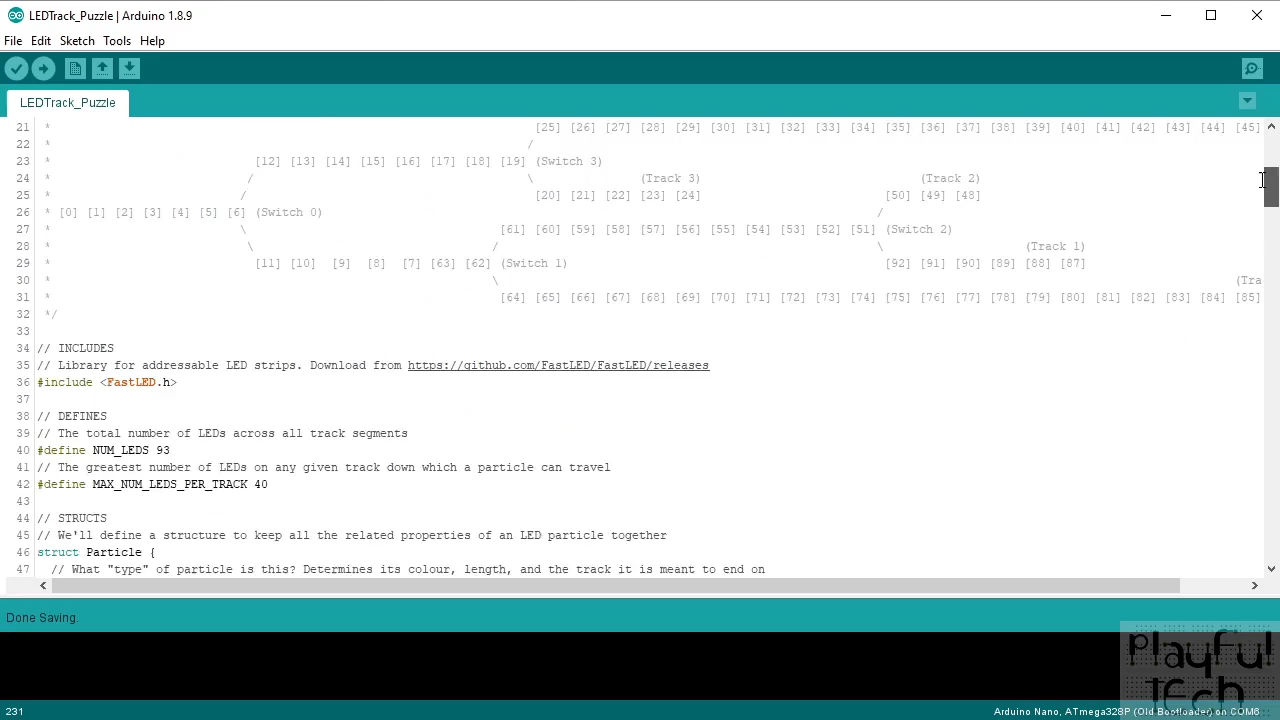 LEDTrack_Puzzle | Arduino 1.8.9
File Edit Sketch Tools Help
LEDTrack_Puzzle
21 * [25] [26] [27] [28] [29] [30] [31] [32] [33] [34] [35] [36] [37] [38] [39] [40] [41] [42] [43] [44] [45]
22 * /
23 * [12] [13] [14] [15] [16] [17] [18] [19] (Switch 3)
24 * / \ (Track 3) (Track 2)
25 * / [20] [21] [22] [23] [24] [50] [49] [48]
26 * [0] [1] [2] [3] [4] [5] [6] (Switch 0) /
27 * \ [61] [60] [59] [58] [57] [56] [55] [54] [53] [52] [51] (Switch 2)
28 * \ / \ (Track 1)
29 * [11] [10] [9] [8] [7] [63] [62] (Switch 1) [92] [91] [90] [89] [88] [87]
30 * \ (Tra
31 * [64] [65] [66] [67] [68] [69] [70] [71] [72] [73] [74] [75] [76] [77] [78] [79] [80] [81] [82] [83] [84] [85]
32 */
33
34 // INCLUDES
35 // Library for addressable LED strips. Download from https://github.com/FastLED/FastLED/releases
36 #include <FastLED.h>
37
38 // DEFINES
39 // The total number of LEDs across all track segments
40 #define NUM_LEDS 93
41 // The greatest number of LEDs on any given track down which a particle can travel
42 #define MAX_NUM_LEDS_PER_TRACK 40
43
44 // STRUCTS
45 // We'll define a structure to keep all the related properties of an LED particle together
46 struct Particle {
47 // What "type" of particle is this? Determines its colour, length, and the track it is meant to end on
Done Saving.
Playful
Tech
231 Arduino Nano, ATmega328P (Old Bootloader) on COM6